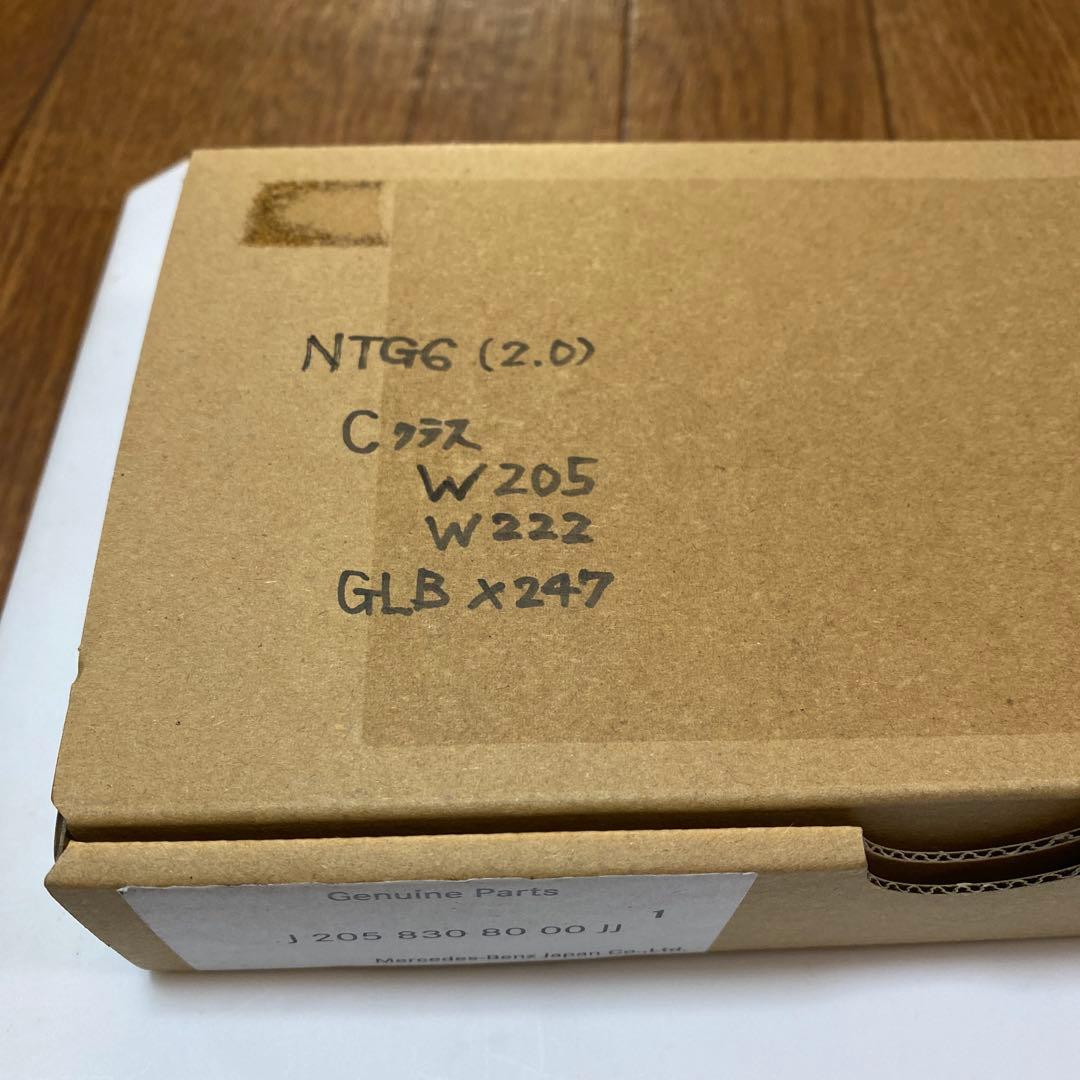 NTG6 (2.0)
Cクラス
W205
W222
GLB X247
Genuine Parts
1
J 205 830 80 00 JJ
Mercedes-Benz Japan Co.,Ltd.